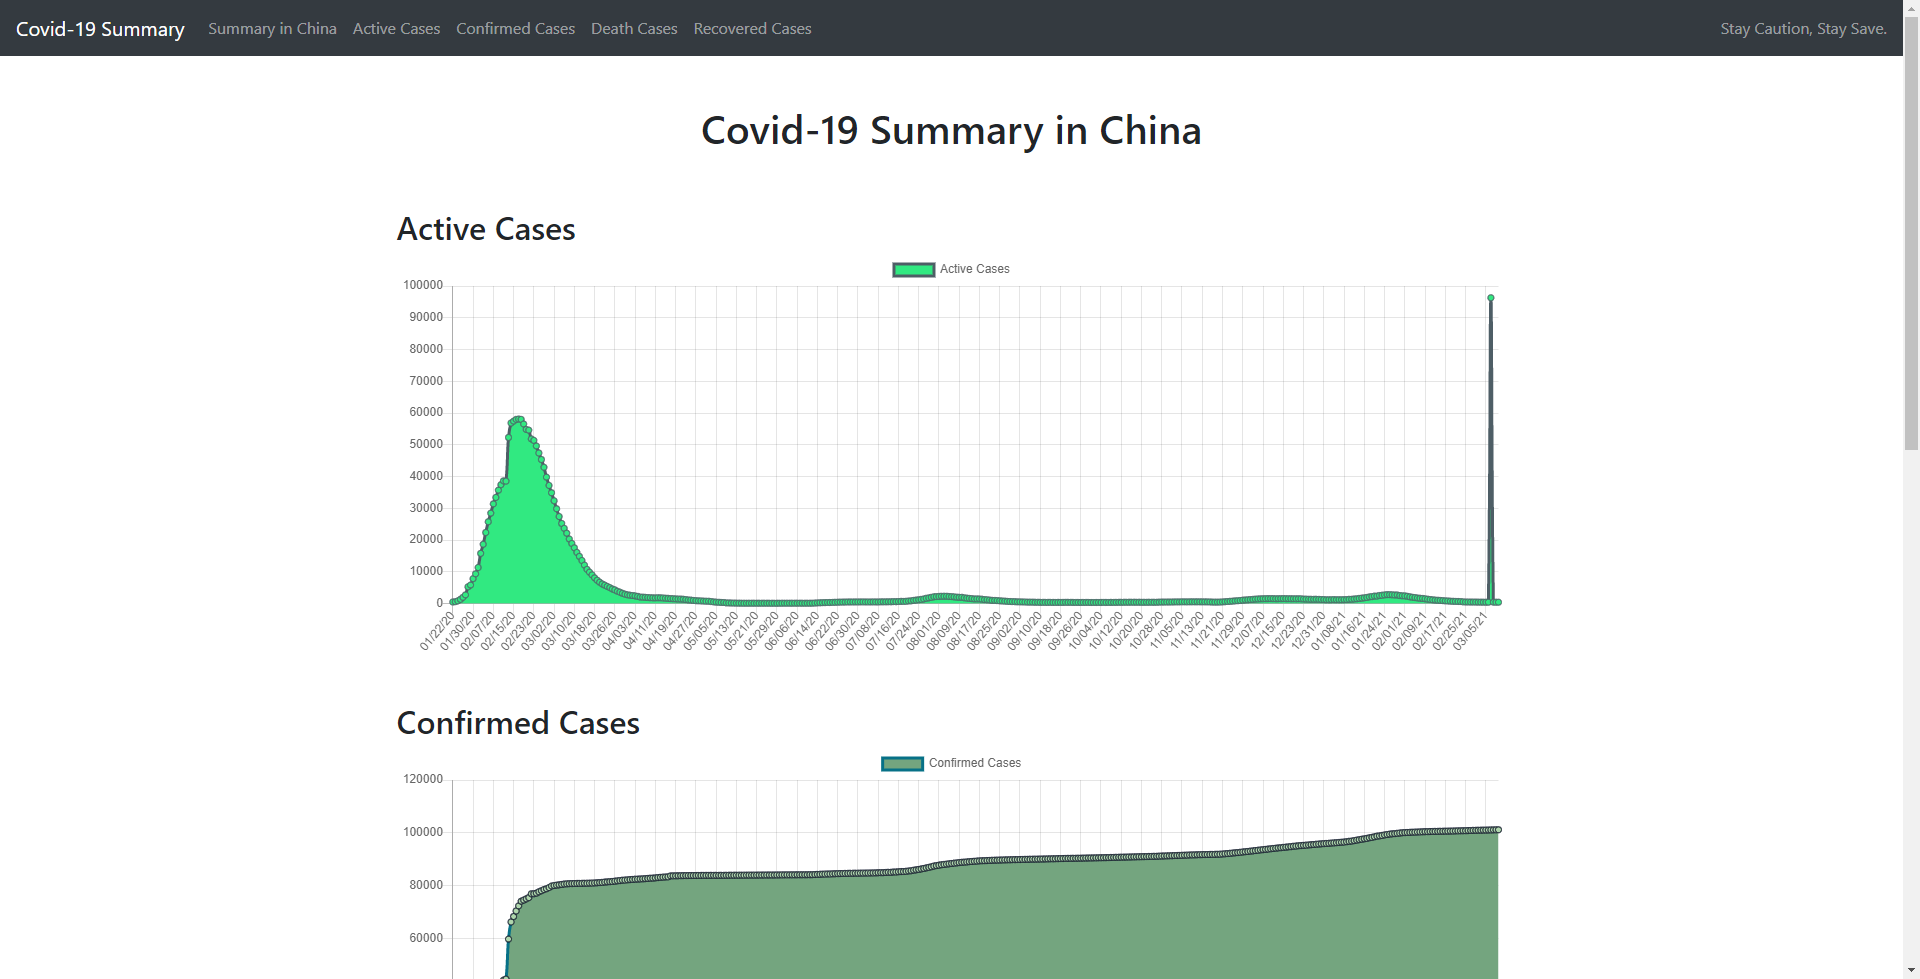 Covid-19 Summary Summary in China Active Cases Confirmed Cases Death Cases Recovered Cases Stay Caution, Stay Save.
Covid-19 Summary in China
Active Cases
Active Cases
100000
90000
80000
70000
60000
50000
40000
30000
20000
10000
0
01/22/20 01/30/20 02/07/20 02/15/20 02/23/20 03/02/20 03/10/20 03/18/20 03/26/20 04/03/20 04/11/20 04/19/20 04/27/20 05/05/20 05/13/20 05/21/20 05/29/20 06/06/20 06/14/20 06/22/20 06/30/20 07/08/20 07/16/20 07/24/20 08/01/20 08/09/20 08/17/20 08/25/20 09/02/20 09/10/20 09/18/20 09/26/20 10/04/20 10/12/20 10/20/20 10/28/20 11/05/20 11/13/20 11/21/20 11/29/20 12/07/20 12/15/20 12/23/20 12/31/20 01/08/21 01/16/21 01/24/21 02/01/21 02/09/21 02/17/21 02/25/21 03/05/21
Confirmed Cases
Confirmed Cases
120000
100000
80000
60000